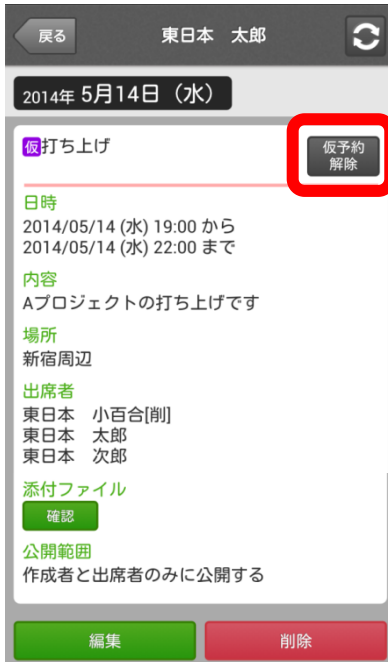 戻る
東日本　太郎
2014年 5月14日（水）
仮打ち上げ
仮予約
解除
日時
2014/05/14 (水) 19:00 から
2014/05/14 (水) 22:00 まで
内容
Aプロジェクトの打ち上げです
場所
新宿周辺
出席者
東日本　小百合[削]
東日本　太郎
東日本　次郎
添付ファイル
確認
公開範囲
作成者と出席者のみに公開する
編集
削除